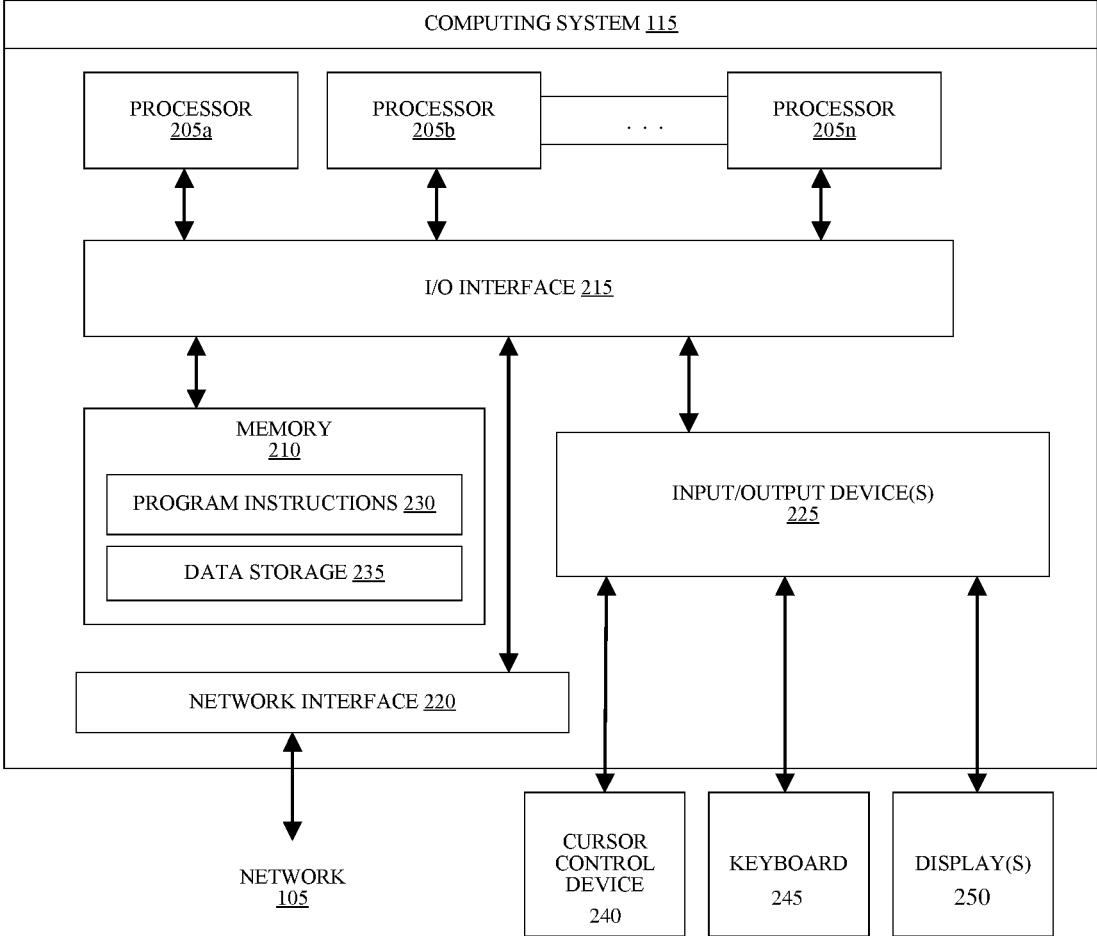 COMPUTING SYSTEM 115
PROCESSOR
205a
PROCESSOR
205b
. . .
PROCESSOR
205n
I/O INTERFACE 215
MEMORY
210
PROGRAM INSTRUCTIONS 230
DATA STORAGE 235
INPUT/OUTPUT DEVICE(S)
225
NETWORK INTERFACE 220
NETWORK
105
CURSOR
CONTROL
DEVICE
240
KEYBOARD
245
DISPLAY(S)
250